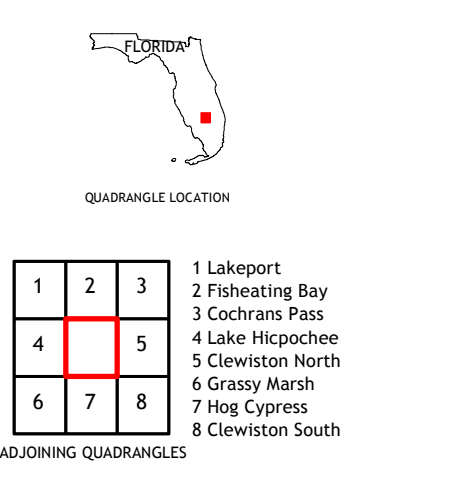 FLORIDA
QUADRANGLE LOCATION
1 2 3
4 5
6 7 8
1 Lakeport
2 Fisheating Bay
3 Cochrans Pass
4 Lake Hicpochee
5 Clewiston North
6 Grassy Marsh
7 Hog Cypress
8 Clewiston South
ADJOINING QUADRANGLES